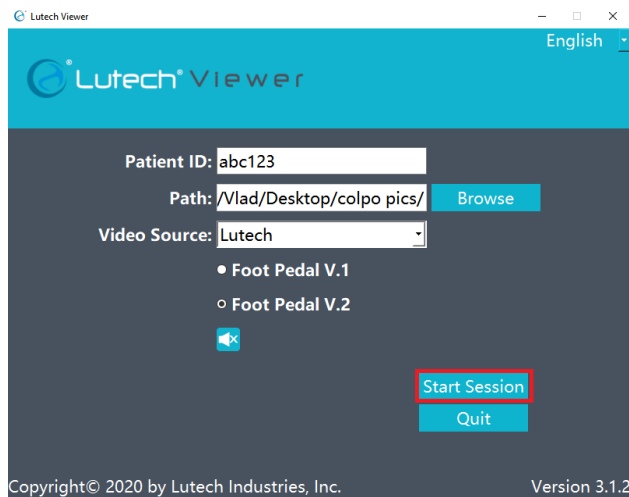 Lutech Viewer
English
Lutech® Viewer
Patient ID: abc123
Path: /Vlad/Desktop/colpo pics/ Browse
Video Source: Lutech
Foot Pedal V.1
Foot Pedal V.2
Start Session
Quit
Copyright© 2020 by Lutech Industries, Inc. Version 3.1.2